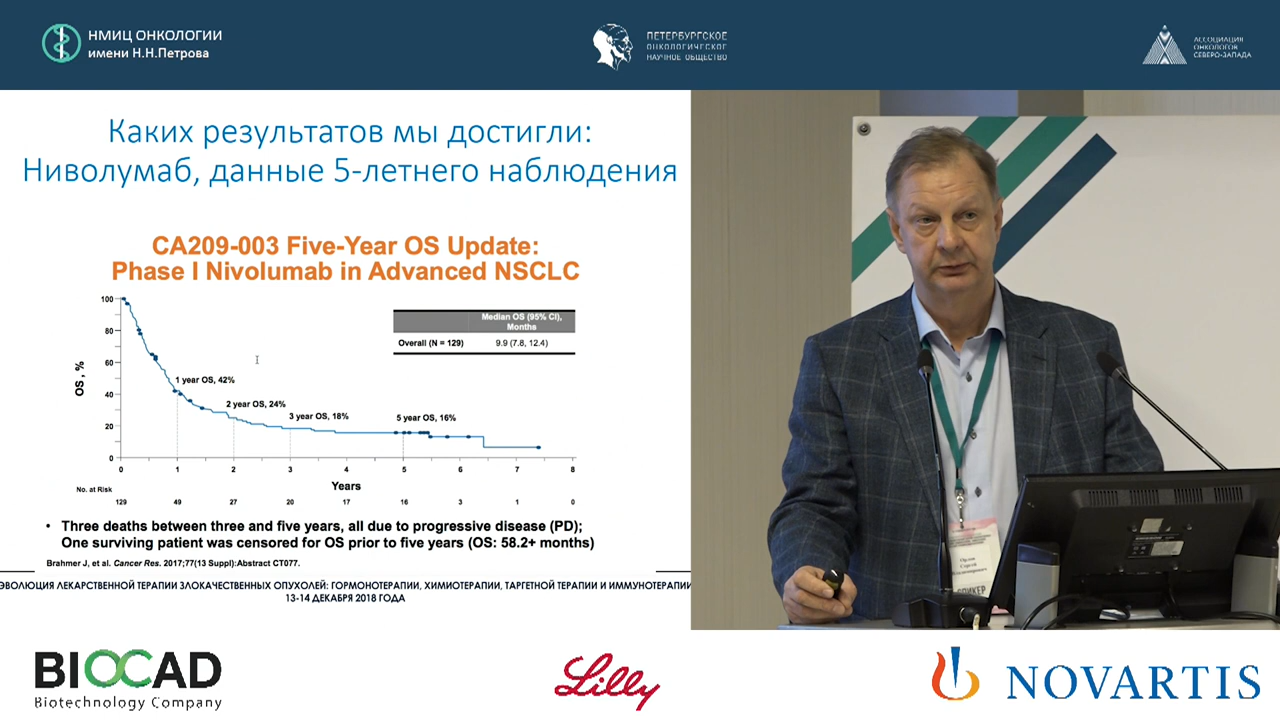 НМИЦ ОНКОЛОГИИ
имени Н.Н.Петрова
ПЕТЕРБУРГСКОЕ
ОНКОЛОГИЧЕСКОЕ
НАУЧНОЕ ОБЩЕСТВО
АССОЦИАЦИЯ
ОНКОЛОГОВ
СЕВЕРО-ЗАПАДА
Каких результатов мы достигли:
Ниволумаб, данные 5-летнего наблюдения
CA209-003 Five-Year OS Update:
Phase I Nivolumab in Advanced NSCLC
Median OS (95% CI),
Months
Overall (N = 129) 9.9 (7.8, 12.4)
OS, %
100
80
60
40
20
0
1 year OS, 42%
2 year OS, 24%
3 year OS, 18%
5 year OS, 16%
0 1 2 3 4 5 6 7 8
Years
No. at Risk
129 49 27 20 17 16 3 1 0
• Three deaths between three and five years, all due to progressive disease (PD);
One surviving patient was censored for OS prior to five years (OS: 58.2+ months)
Brahmer J, et al. Cancer Res. 2017;77(13 Suppl):Abstract CT077.
ЭВОЛЮЦИЯ ЛЕКАРСТВЕННОЙ ТЕРАПИИ ЗЛОКАЧЕСТВЕННЫХ ОПУХОЛЕЙ: ГОРМОНОТЕРАПИИ, ХИМИОТЕРАПИИ, ТАРГЕТНОЙ ТЕРАПИИ И ИММУНОТЕРАПИИ
13-14 ДЕКАБРЯ 2018 ГОДА
Орлов
Сергей
Владимирович
СПИКЕР
BIOCAD
Biotechnology Company
Lilly
NOVARTIS